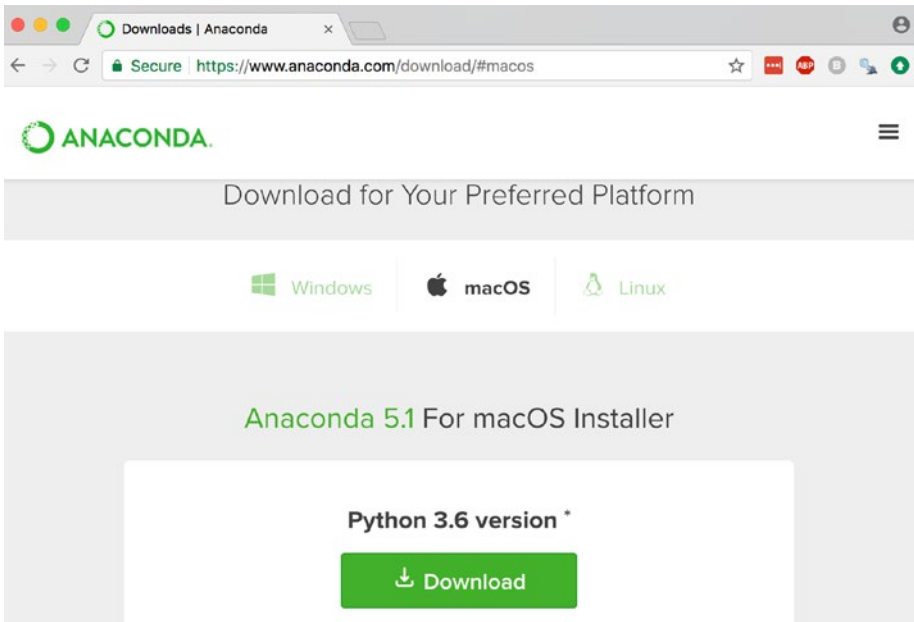 Downloads | Anaconda
Secure https://www.anaconda.com/download/#macos
ABP
ANACONDA.
Download for Your Preferred Platform
Windows macOS Linux
Anaconda 5.1 For macOS Installer
Python 3.6 version *
Download